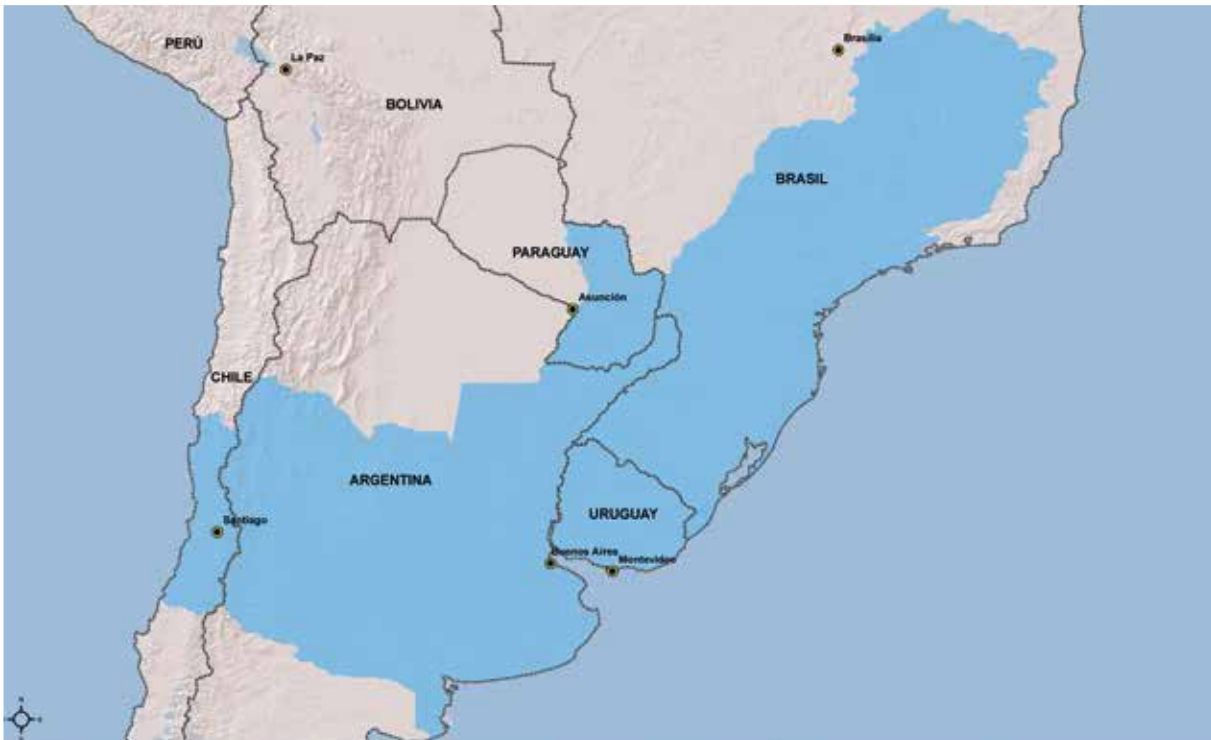 PERÚ
La Paz
Brasilia
BOLIVIA
BRASIL
PARAGUAY
Asunción
CHILE
ARGENTINA
URUGUAY
Santiago
Buenos Aires
Montevideo